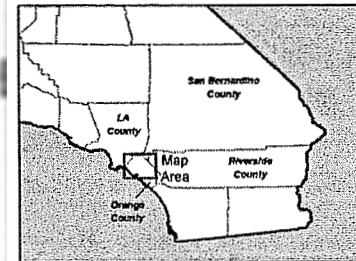 San Bernardino
County
LA
County
Map
Area
Riverside
County
Orange
County